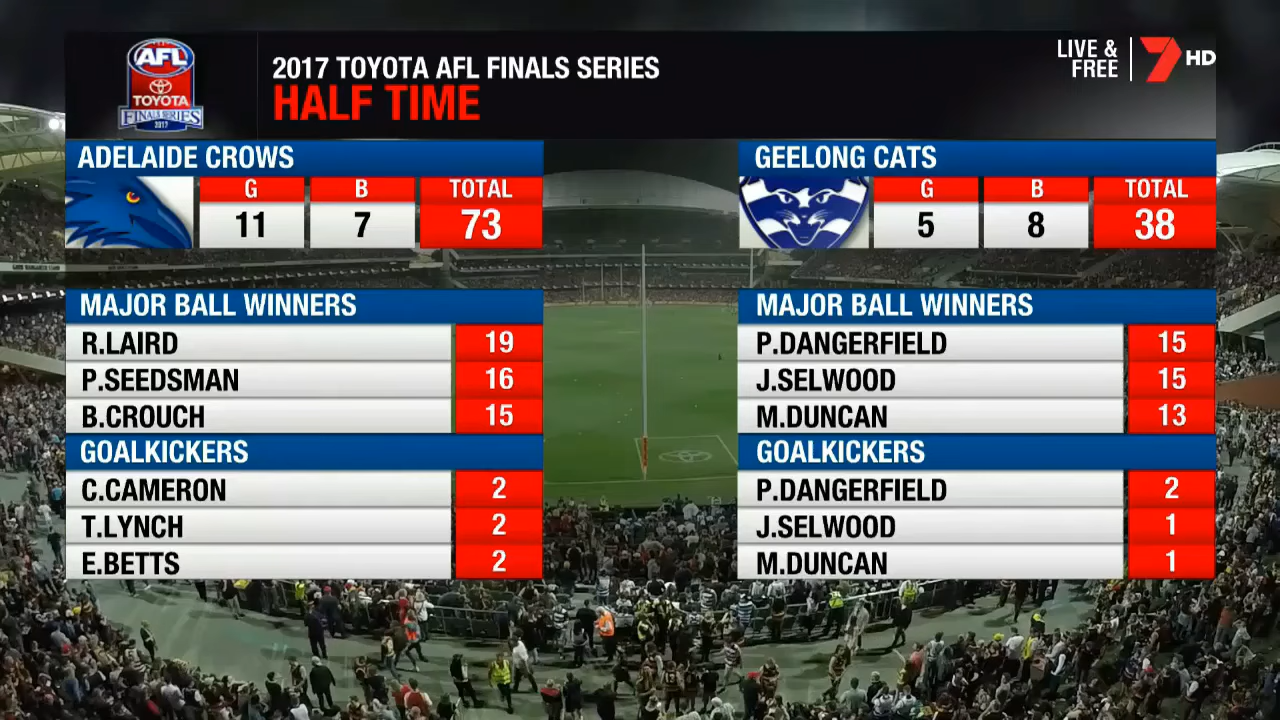 AFL
TOYOTA
FINALS SERIES
2017
2017 TOYOTA AFL FINALS SERIES
HALF TIME
LIVE &
FREE
7 HD
ADELAIDE CROWS
G B TOTAL
11 7 73
GEELONG CATS
G B TOTAL
5 8 38
MAJOR BALL WINNERS
R.LAIRD 19
P.SEEDSMAN 16
B.CROUCH 15
GOALKICKERS
C.CAMERON 2
T.LYNCH 2
E.BETTS 2
MAJOR BALL WINNERS
P.DANGERFIELD 15
J.SELWOOD 15
M.DUNCAN 13
GOALKICKERS
P.DANGERFIELD 2
J.SELWOOD 1
M.DUNCAN 1